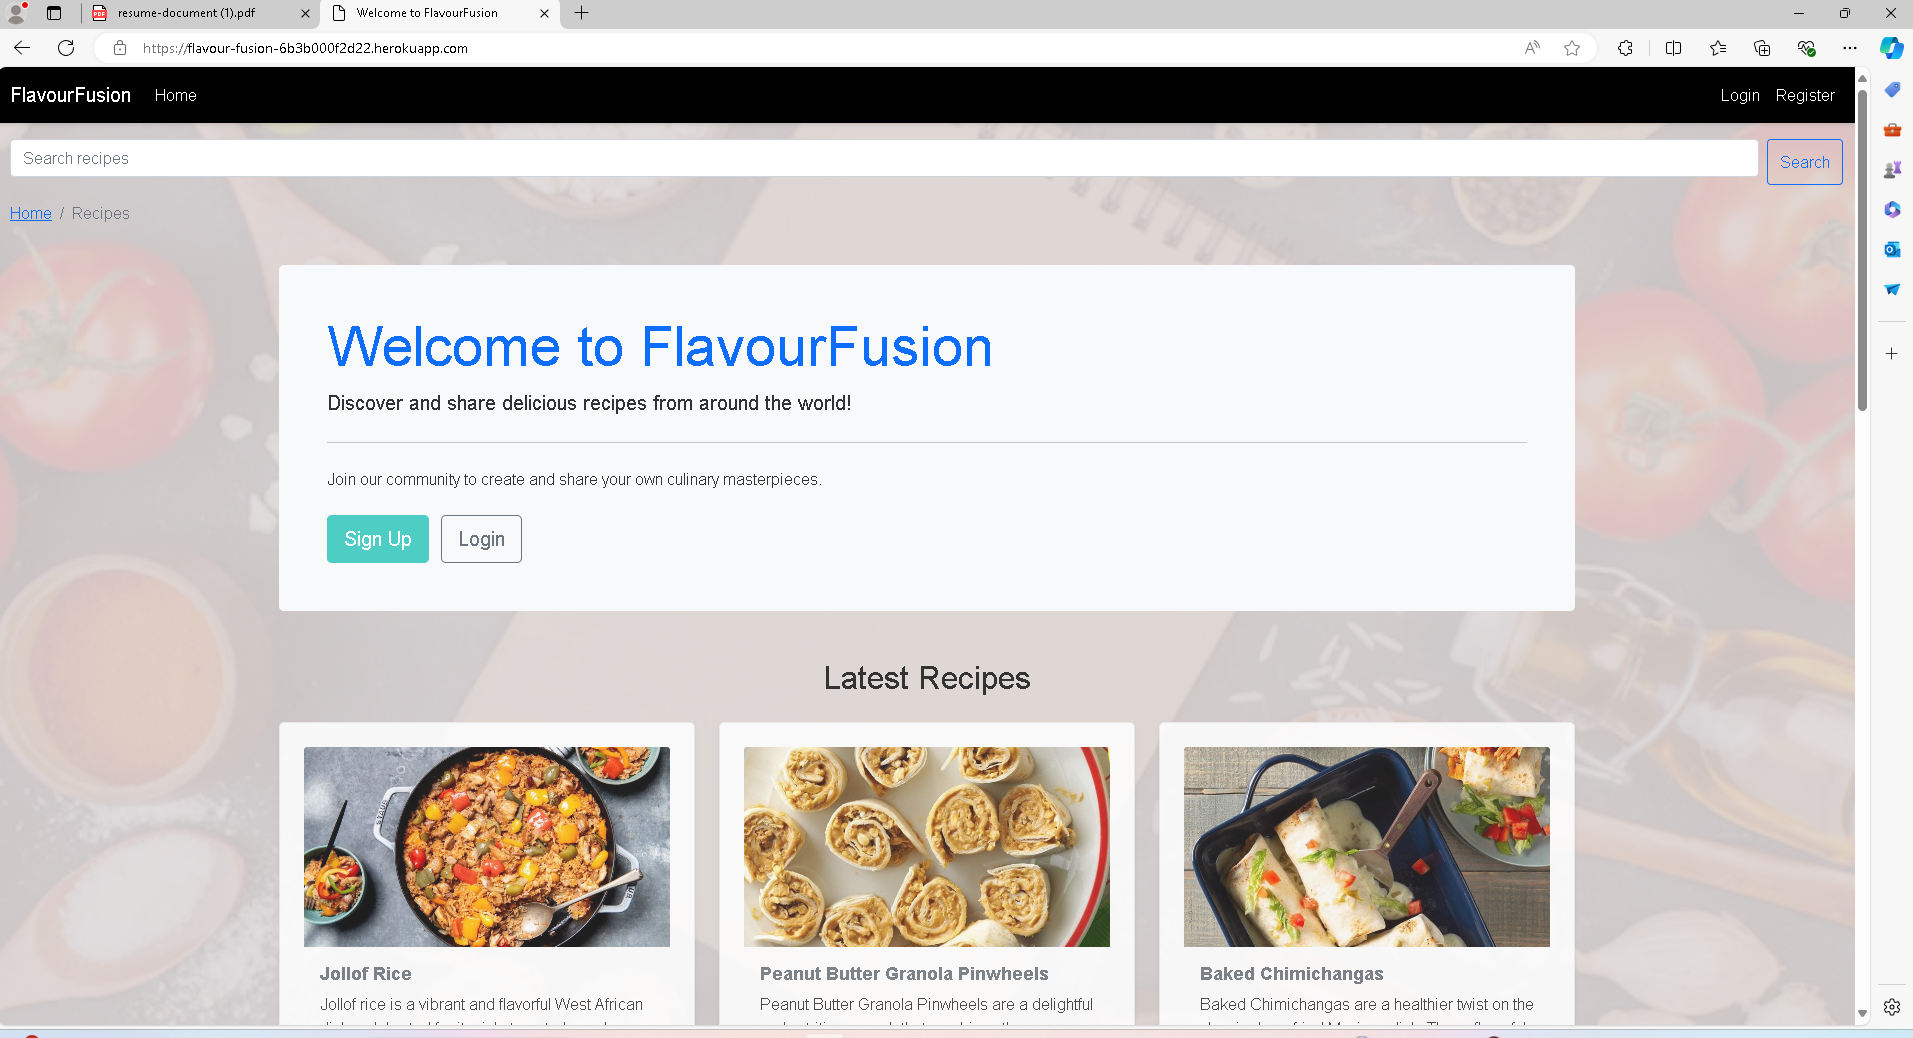 resume-document (1).pdf
Welcome to FlavourFusion
https://flavour-fusion-6b3b000f2d22.herokuapp.com
FlavourFusion Home Login Register
Search recipes Search
Home / Recipes
Welcome to FlavourFusion
Discover and share delicious recipes from around the world!
Join our community to create and share your own culinary masterpieces.
Sign Up Login
Latest Recipes
Jollof Rice
Jollof rice is a vibrant and flavorful West African
Peanut Butter Granola Pinwheels
Peanut Butter Granola Pinwheels are a delightful
Baked Chimichangas
Baked Chimichangas are a healthier twist on the